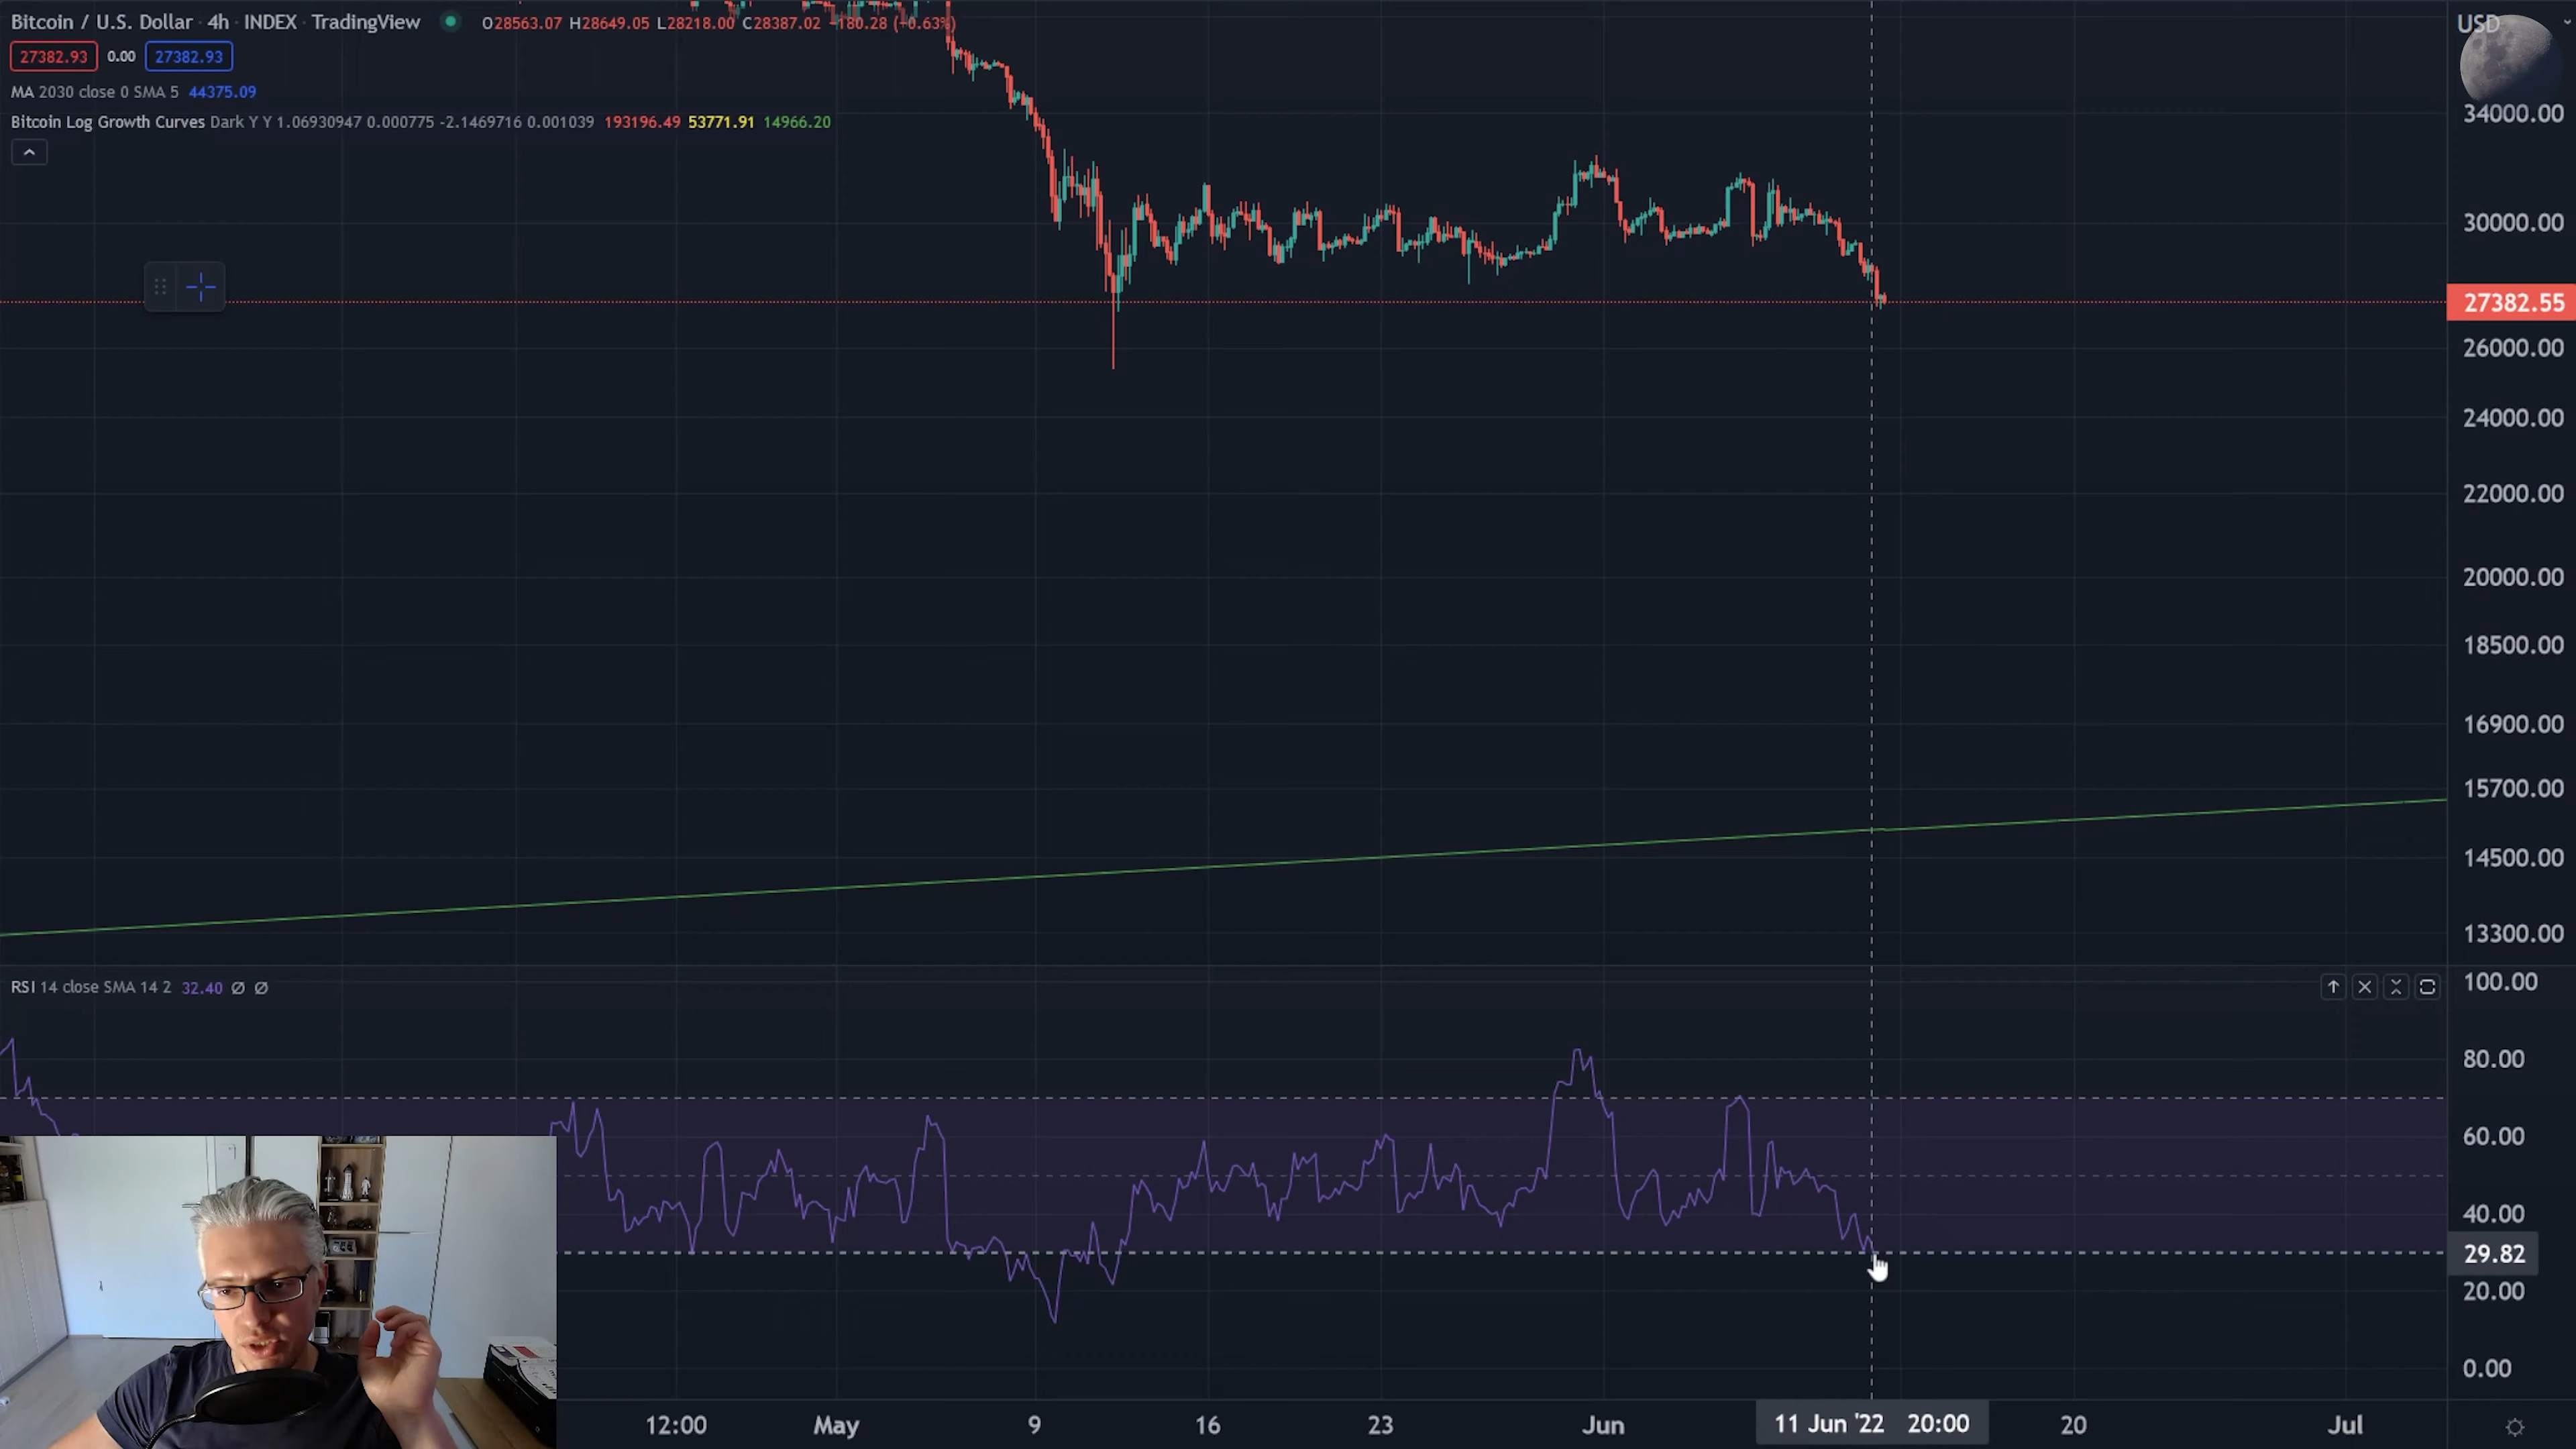 Bitcoin / U.S. Dollar · 4h · INDEX · TradingView O28563.07 H28649.05 L28218.00 C28387.02 −180.28 (−0.63%)
USD
27382.93 0.00 27382.93
MA 2030 close 0 SMA 5 44375.09
Bitcoin Log Growth Curves Dark Y Y 1.06930947 0.000775 -2.1469716 0.001039 193196.49 53771.91 14966.20
34000.00
30000.00
27382.55
26000.00
24000.00
22000.00
20000.00
18500.00
16900.00
15700.00
14500.00
13300.00
RSI 14 close SMA 14 2 32.40 Ø Ø
100.00
80.00
60.00
40.00
29.82
20.00
0.00
12:00 May 9 16 23 Jun 11 Jun '22 20:00 20 Jul